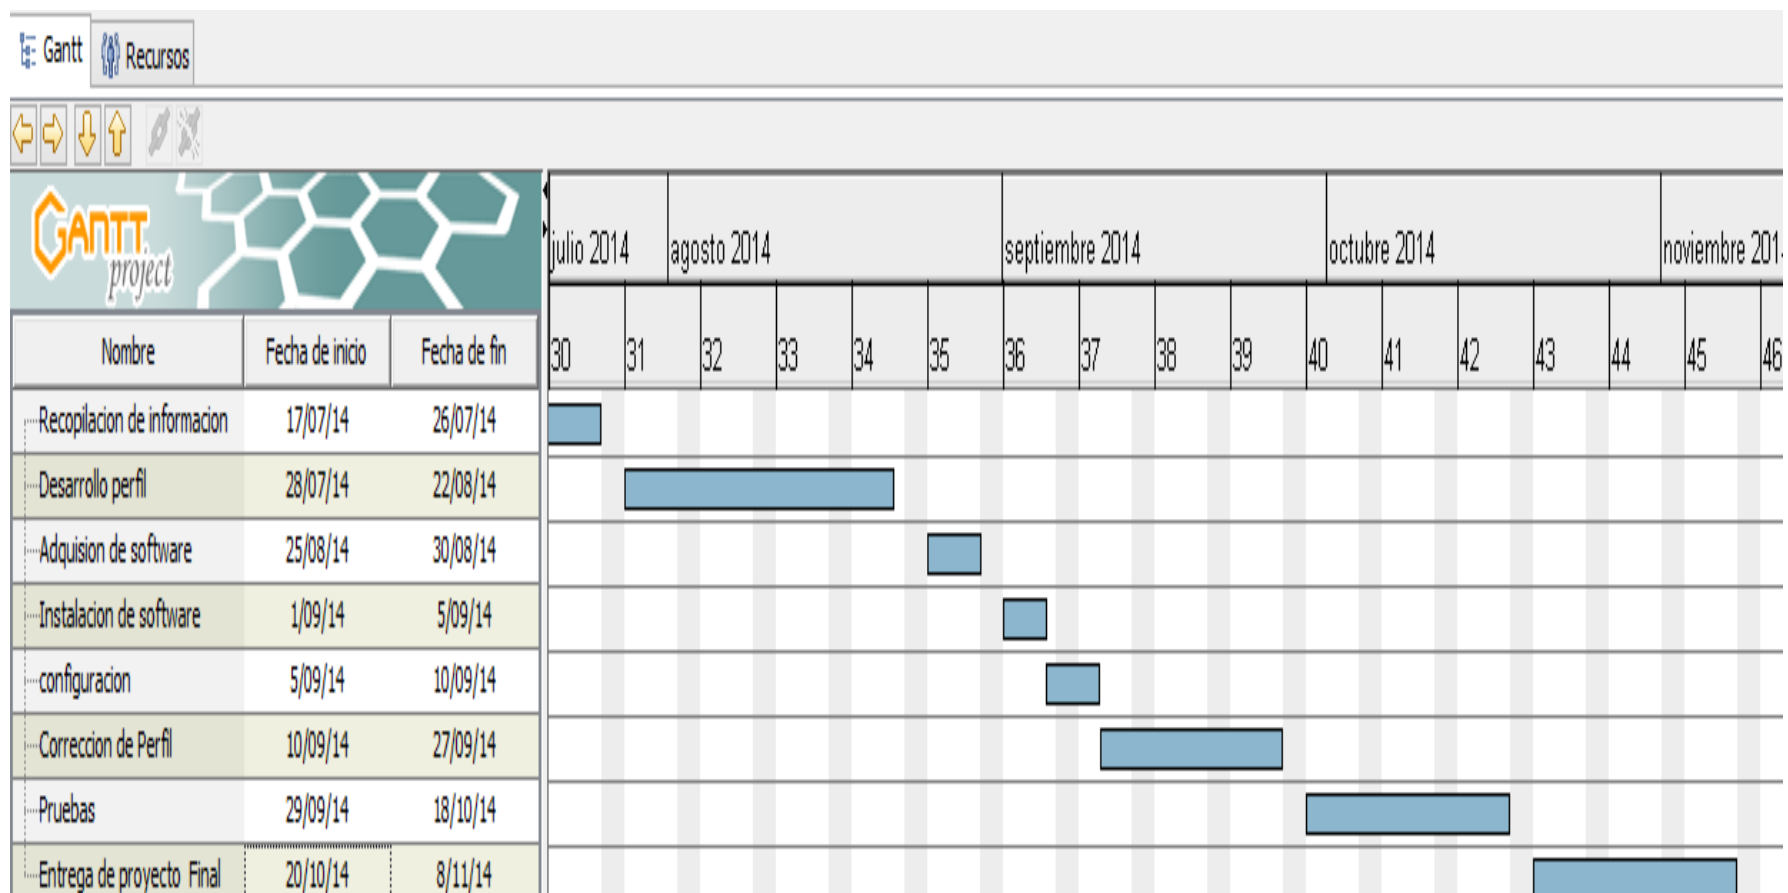 Gantt Recursos
GANTT project
julio 2014 agosto 2014 septiembre 2014 octubre 2014 noviembre 201
Nombre Fecha de inicio Fecha de fin 30 31 32 33 34 35 36 37 38 39 40 41 42 43 44 45 46
Recopilacion de informacion 17/07/14 26/07/14
Desarrollo perfil 28/07/14 22/08/14
Adquision de software 25/08/14 30/08/14
Instalacion de software 1/09/14 5/09/14
configuracion 5/09/14 10/09/14
Correccion de Perfil 10/09/14 27/09/14
Pruebas 29/09/14 18/10/14
Entrega de proyecto Final 20/10/14 8/11/14